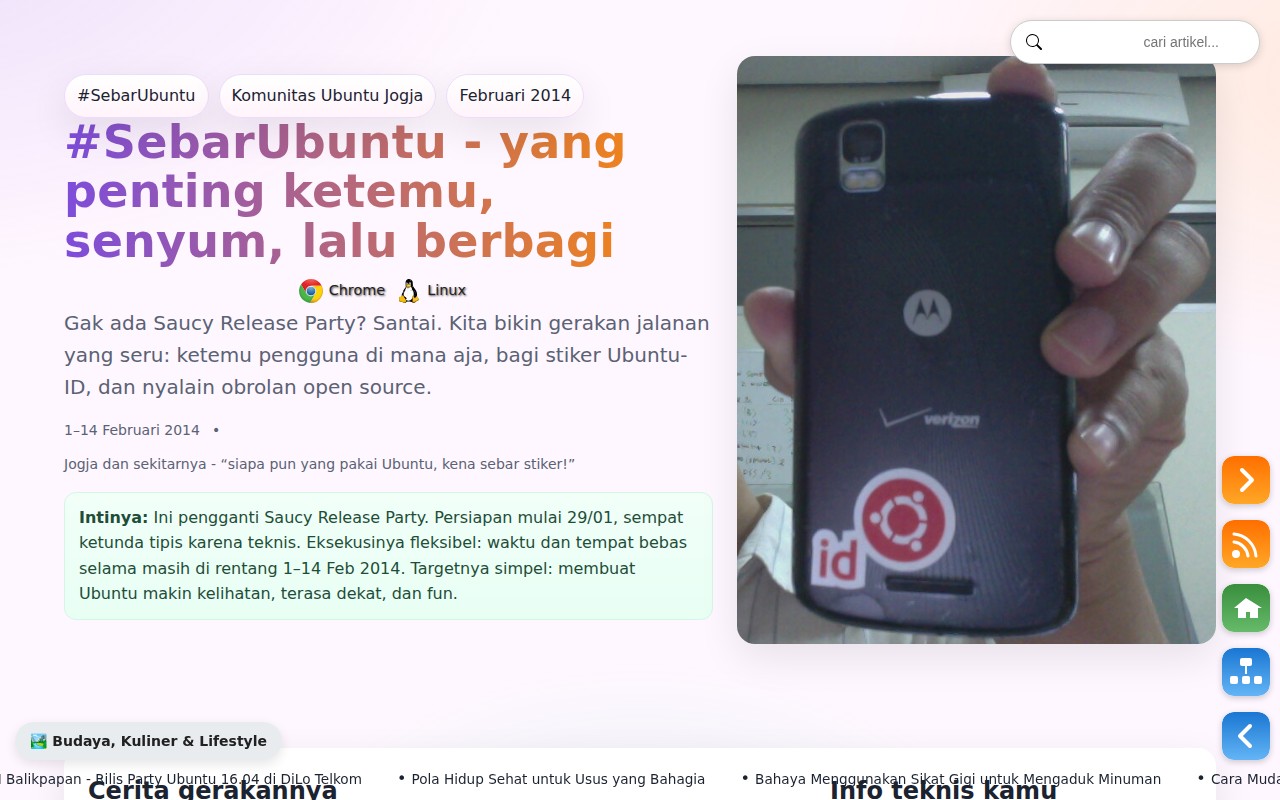 cari artikel...
#SebarUbuntu
Komunitas Ubuntu Jogja
Februari 2014
#SebarUbuntu - yang
penting ketemu,
senyum, lalu berbagi
Chrome
Linux
Gak ada Saucy Release Party? Santai. Kita bikin gerakan jalanan
yang seru: ketemu pengguna di mana aja, bagi stiker Ubuntu-
ID, dan nyalain obrolan open source.
1–14 Februari 2014 •
Jogja dan sekitarnya - “siapa pun yang pakai Ubuntu, kena sebar stiker!”
Intinya: Ini pengganti Saucy Release Party. Persiapan mulai 29/01, sempat
ketunda tipis karena teknis. Eksekusinya fleksibel: waktu dan tempat bebas
selama masih di rentang 1–14 Feb 2014. Targetnya simpel: membuat
Ubuntu makin kelihatan, terasa dekat, dan fun.
verizon
id
Budaya, Kuliner & Lifestyle
Balikpapan - Rilis Party Ubuntu 16.04 di DiLo Telkom
• Pola Hidup Sehat untuk Usus yang Bahagia
• Bahaya Menggunakan Sikat Gigi untuk Mengaduk Minuman
• Cara
Cerita gerakannya
Info teknis kamu